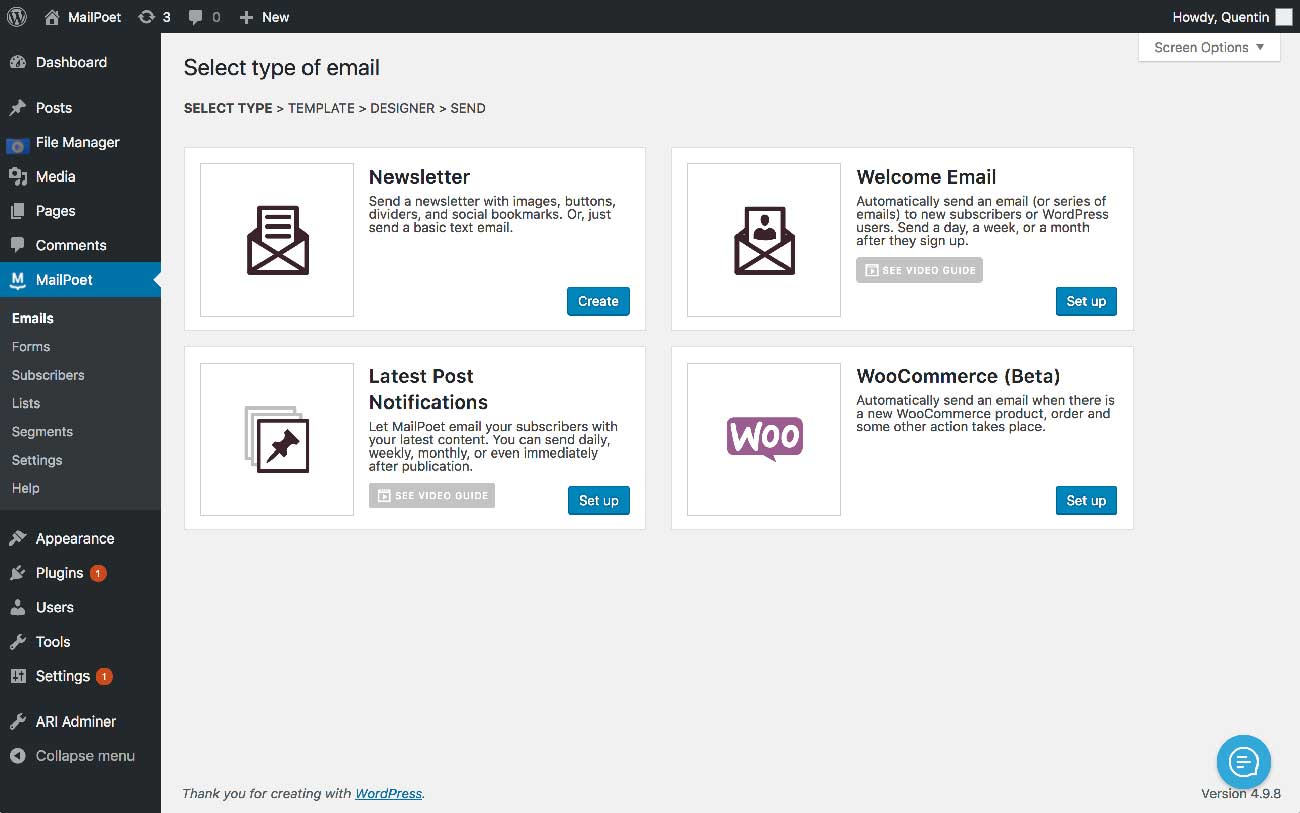 MailPoet 3 0 New Howdy, Quentin
Screen Options ▼
Dashboard
Posts
File Manager
Media
Pages
Comments
MailPoet
Emails
Forms
Subscribers
Lists
Segments
Settings
Help
Appearance
Plugins 1
Users
Tools
Settings 1
ARI Adminer
Collapse menu
Select type of email
SELECT TYPE > TEMPLATE > DESIGNER > SEND
Newsletter
Send a newsletter with images, buttons,
dividers, and social bookmarks. Or, just
send a basic text email.
Create
Welcome Email
Automatically send an email (or series of
emails) to new subscribers or WordPress
users. Send a day, a week, or a month
after they sign up.
SEE VIDEO GUIDE
Set up
Latest Post
Notifications
Let MailPoet email your subscribers with
your latest content. You can send daily,
weekly, monthly, or even immediately
after publication.
SEE VIDEO GUIDE
Set up
Woo
WooCommerce (Beta)
Automatically send an email when there is
a new WooCommerce product, order and
some other action takes place.
Set up
Thank you for creating with WordPress.
Version 4.9.8